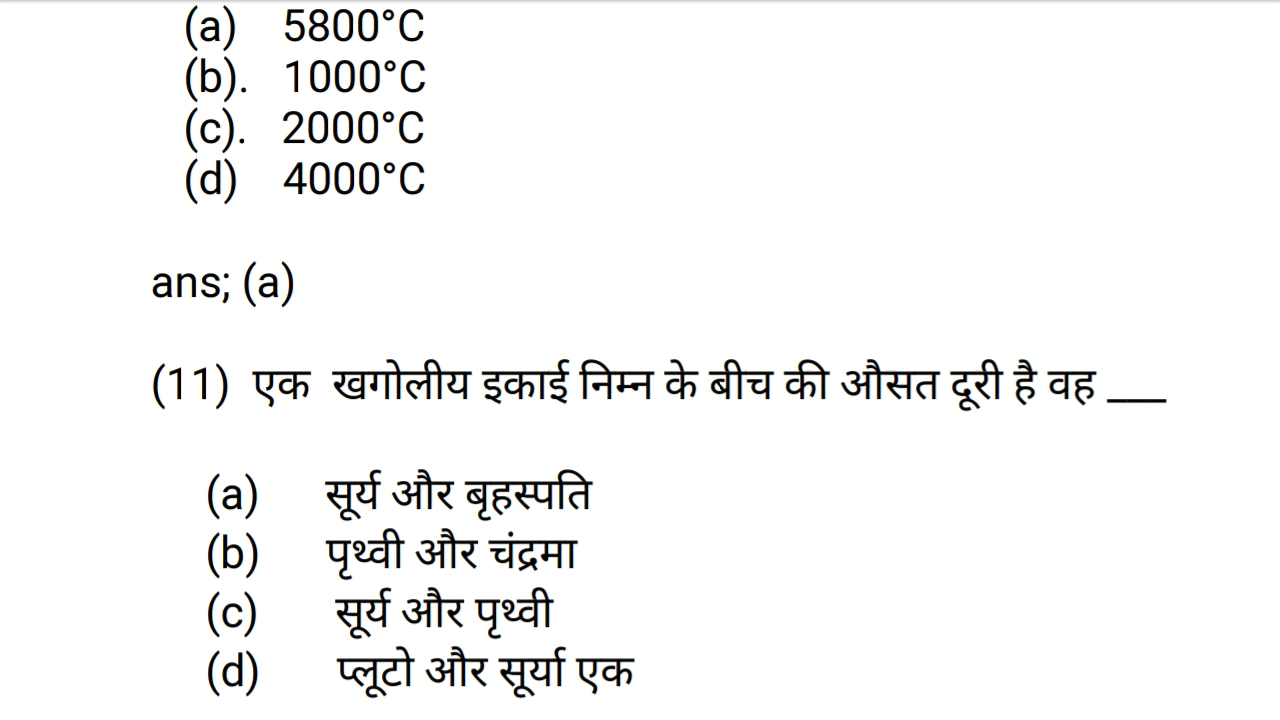 (a) 5800°C
(b). 1000°C
(c). 2000°C
(d) 4000°C
ans; (a)
(11) एक खगोलीय इकाई निम्न के बीच की औसत दूरी है वह ___
(a) सूर्य और बृहस्पति
(b) पृथ्वी और चंद्रमा
(c) सूर्य और पृथ्वी
(d) प्लूटो और सूर्या एक